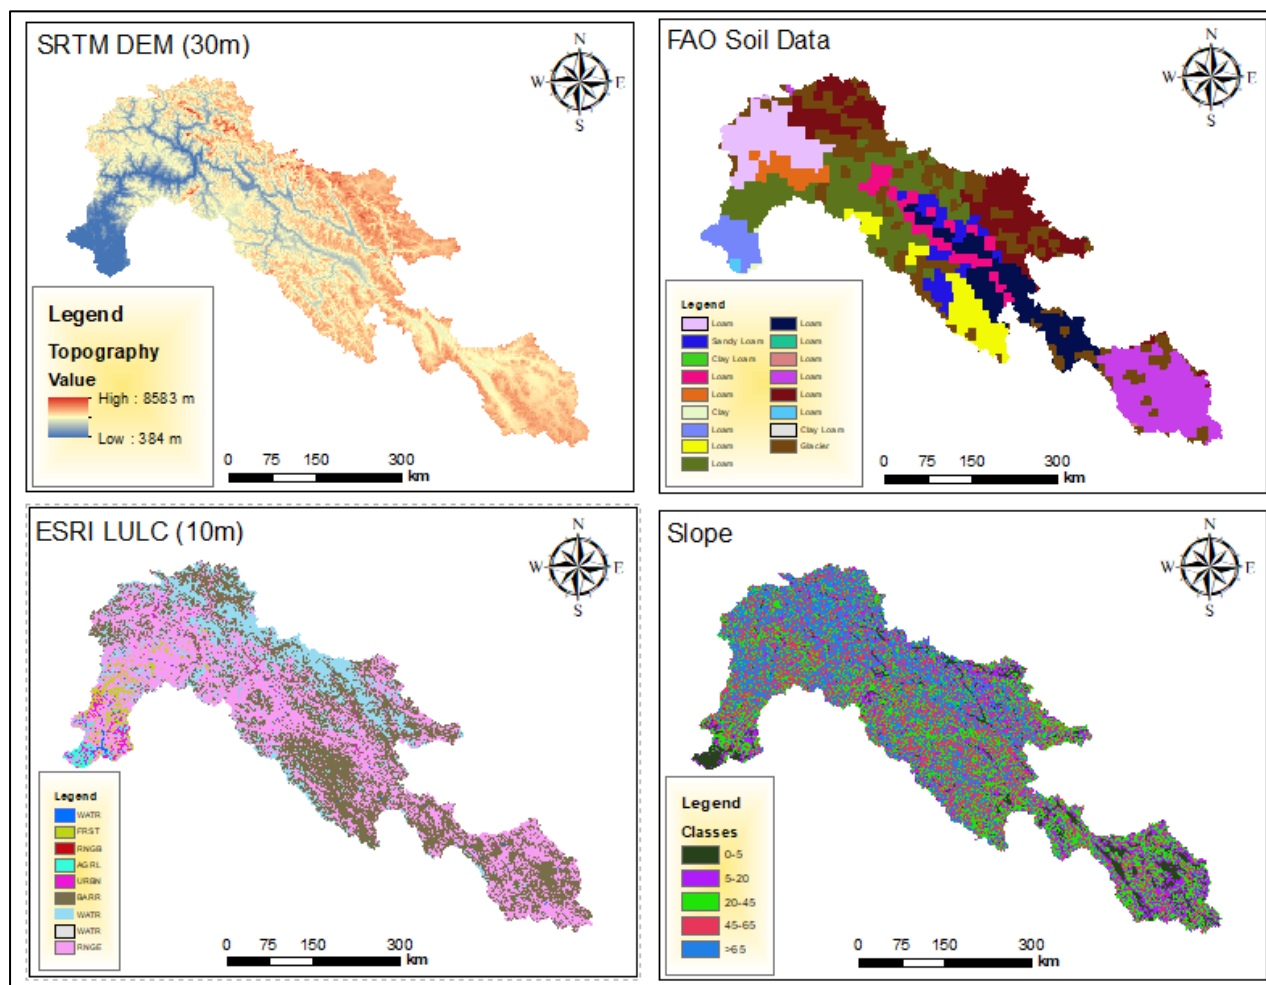 SRTM DEM (30m)
N
W E
S
Legend
Topography
Value
High : 8583 m
Low : 384 m
0 75 150 300
km
FAO Soil Data
N
W E
S
Legend
Loam
Sandy Loam
Clay Loam
Loam
Loam
Clay
Loam
Loam
Loam
Loam
Loam
Loam
Loam
Loam
Loam
Clay Loam
Glacier
0 75 150 300
km
ESRI LULC (10m)
N
W E
S
Legend
WATR
FRST
RNGB
AGRL
URBN
BARR
WATR
WATR
RNGE
0 75 150 300
km
Slope
N
W E
S
Legend
Classes
0-5
5-20
20-45
45-65
>65
0 75 150 300
km